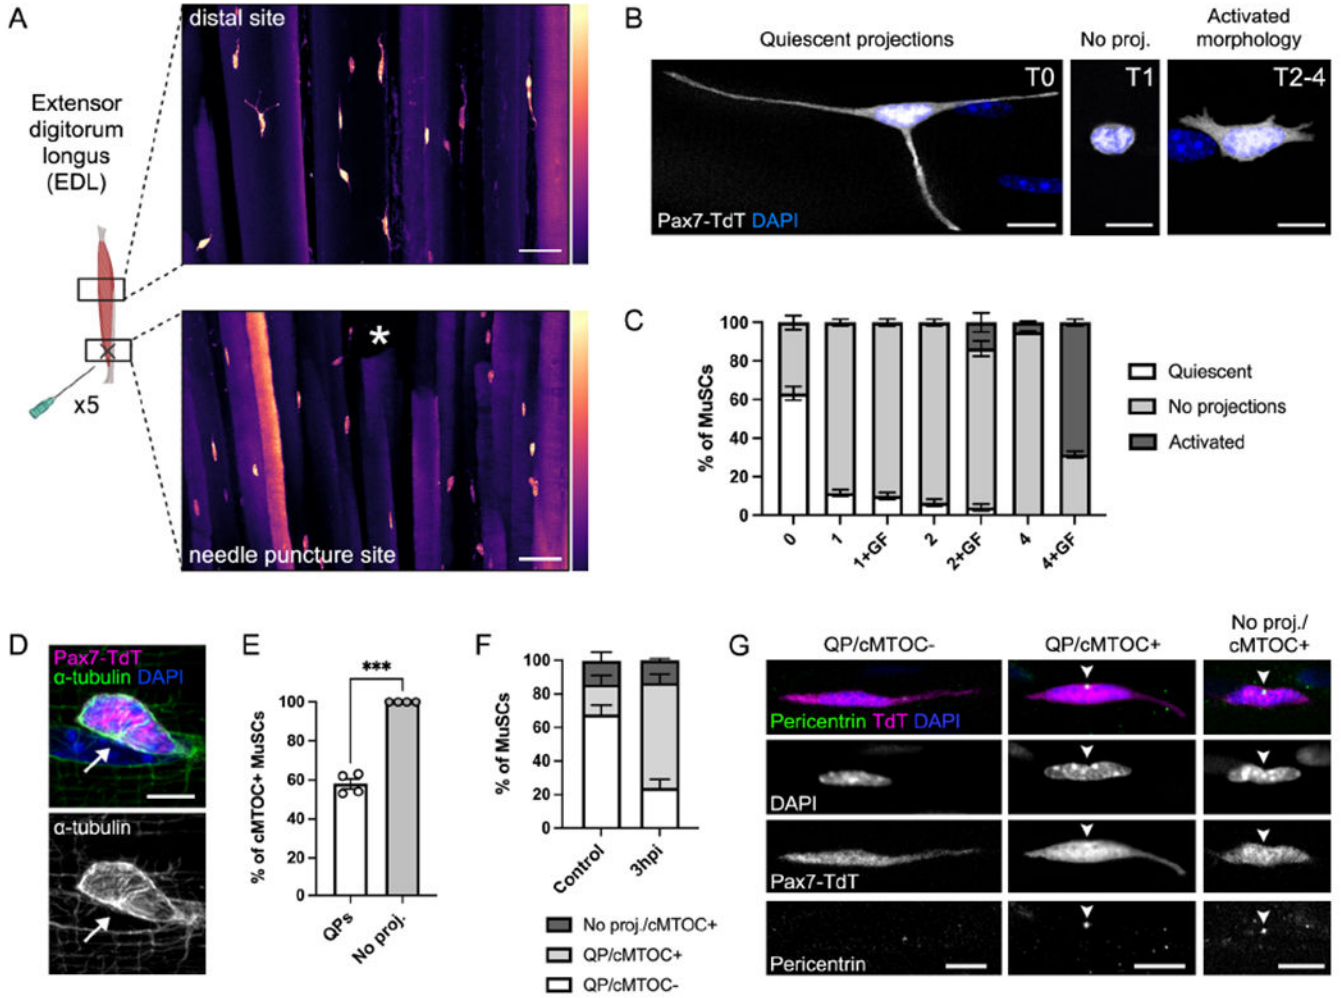 A
distal site
Extensor
digitorum
longus
(EDL)
x5
*
needle puncture site
B
Quiescent projections
No proj.
Activated
morphology
T0
T1
T2-4
Pax7-TdT DAPI
C
% of MuSCs
100
80
60
40
20
0
0
1
1+GF
2
2+GF
4
4+GF
Quiescent
No projections
Activated
D
Pax7-TdT
α-tubulin DAPI
α-tubulin
E
% of cMTOC+ MuSCs
***
100
80
60
40
20
0
QPs
No proj.
F
% of MuSCs
100
80
60
40
20
0
Control
3hpi
No proj./cMTOC+
QP/cMTOC+
QP/cMTOC-
G
QP/cMTOC-
QP/cMTOC+
No proj./
cMTOC+
Pericentrin TdT DAPI
DAPI
Pax7-TdT
Pericentrin